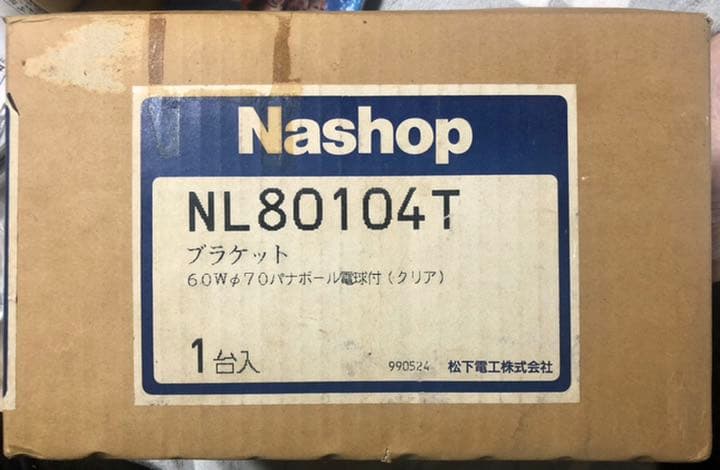 Nashop
NL80104T
ブラケット
60Wφ70パナボール電球付(クリア)
1台入
990524 松下電工株式会社